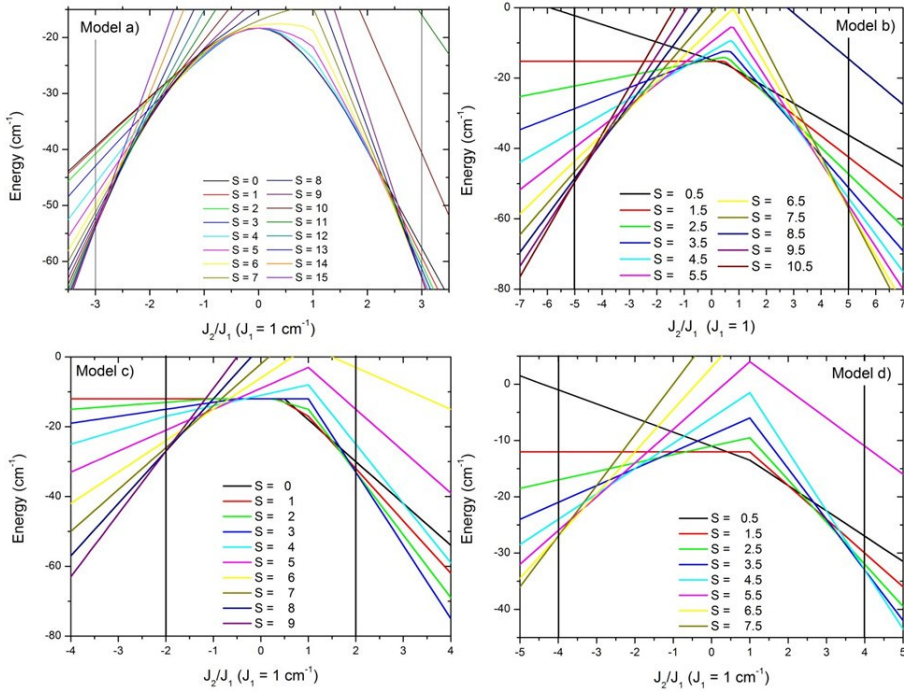 Model a)
-20
-30
-40
-50
-60
Energy (cm⁻¹)
S = 0 S = 8
S = 1 S = 9
S = 2 S = 10
S = 3 S = 11
S = 4 S = 12
S = 5 S = 13
S = 6 S = 14
S = 7 S = 15
-3 -2 -1 0 1 2 3
J₂/J₁ (J₁ = 1 cm⁻¹)
Model b)
0
-20
-40
-60
-80
Energy (cm⁻¹)
S = 0.5
S = 1.5 S = 6.5
S = 2.5 S = 7.5
S = 3.5 S = 8.5
S = 4.5 S = 9.5
S = 5.5 S = 10.5
-7 -6 -5 -4 -3 -2 -1 0 1 2 3 4 5 6 7
J₂/J₁ (J₁ = 1)
Model c)
0
-20
-40
-60
-80
Energy (cm⁻¹)
S = 0
S = 1
S = 2
S = 3
S = 4
S = 5
S = 6
S = 7
S = 8
S = 9
-4 -3 -2 -1 0 1 2 3 4
J₂/J₁ (J₁ = 1 cm⁻¹)
Model d)
0
-10
-20
-30
-40
Energy (cm⁻¹)
S = 0.5
S = 1.5
S = 2.5
S = 3.5
S = 4.5
S = 5.5
S = 6.5
S = 7.5
-5 -4 -3 -2 -1 0 1 2 3 4 5
J₂/J₁ (J₁ = 1 cm⁻¹)